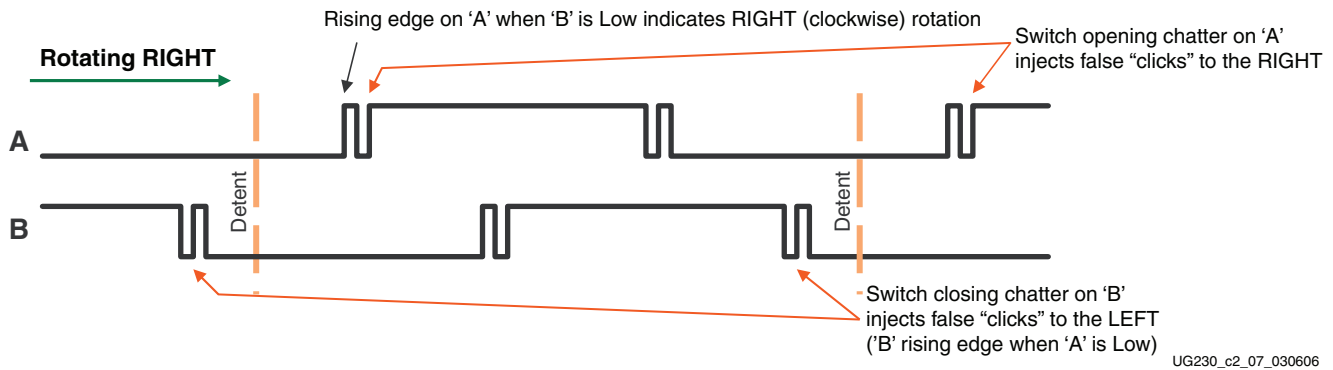 Rising edge on ‘A’ when ‘B’ is Low indicates RIGHT (clockwise) rotation
Switch opening chatter on ‘A’
injects false “clicks” to the RIGHT
Rotating RIGHT
A
Detent
Detent
B
Switch closing chatter on ‘B’
injects false “clicks” to the LEFT
(’B’ rising edge when ‘A’ is Low)
UG230_c2_07_030606